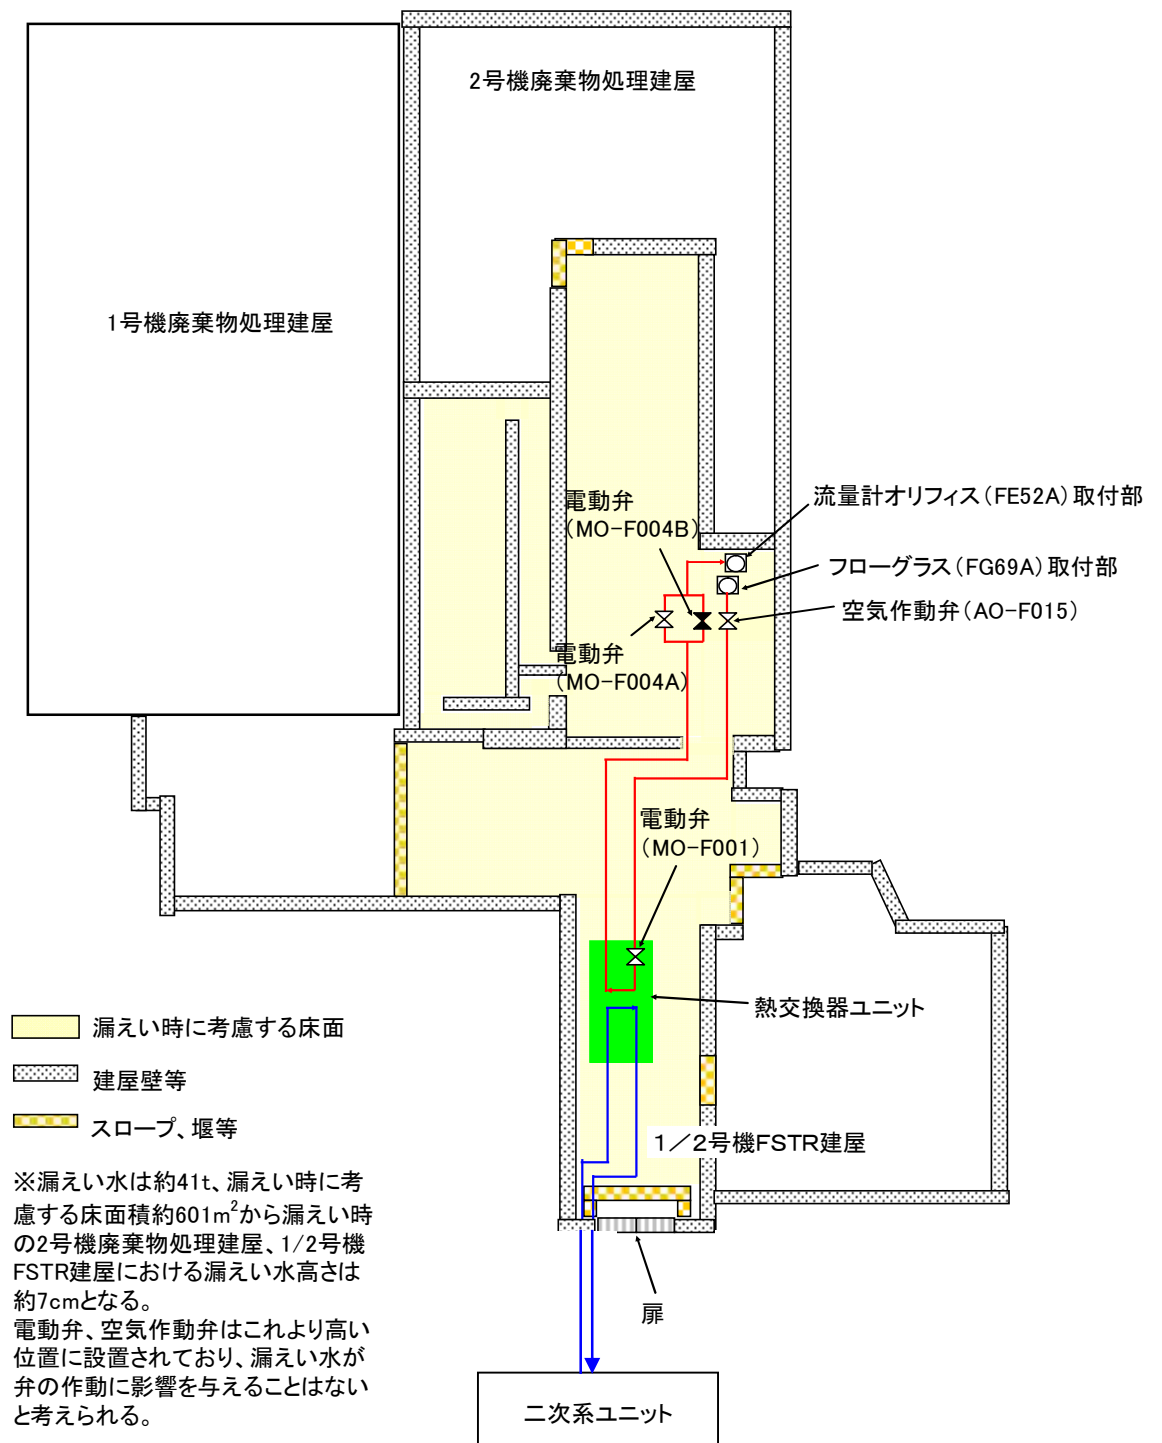 2号機廃棄物処理建屋
1号機廃棄物処理建屋
電動弁
(MO-F004B)
流量計オリフィス(FE52A)取付部
フローグラス(FG69A)取付部
空気作動弁(AO-F015)
電動弁
(MO-F004A)
電動弁
(MO-F001)
熱交換器ユニット
漏えい時に考慮する床面
建屋壁等
スロープ、堰等
1/2号機FSTR建屋
※漏えい水は約41t、漏えい時に考
慮する床面積約601m²から漏えい時
の2号機廃棄物処理建屋、1/2号機
FSTR建屋における漏えい水高さは
約7cmとなる。
電動弁、空気作動弁はこれより高い
位置に設置されており、漏えい水が
弁の作動に影響を与えることはない
と考えられる。
扉
二次系ユニット